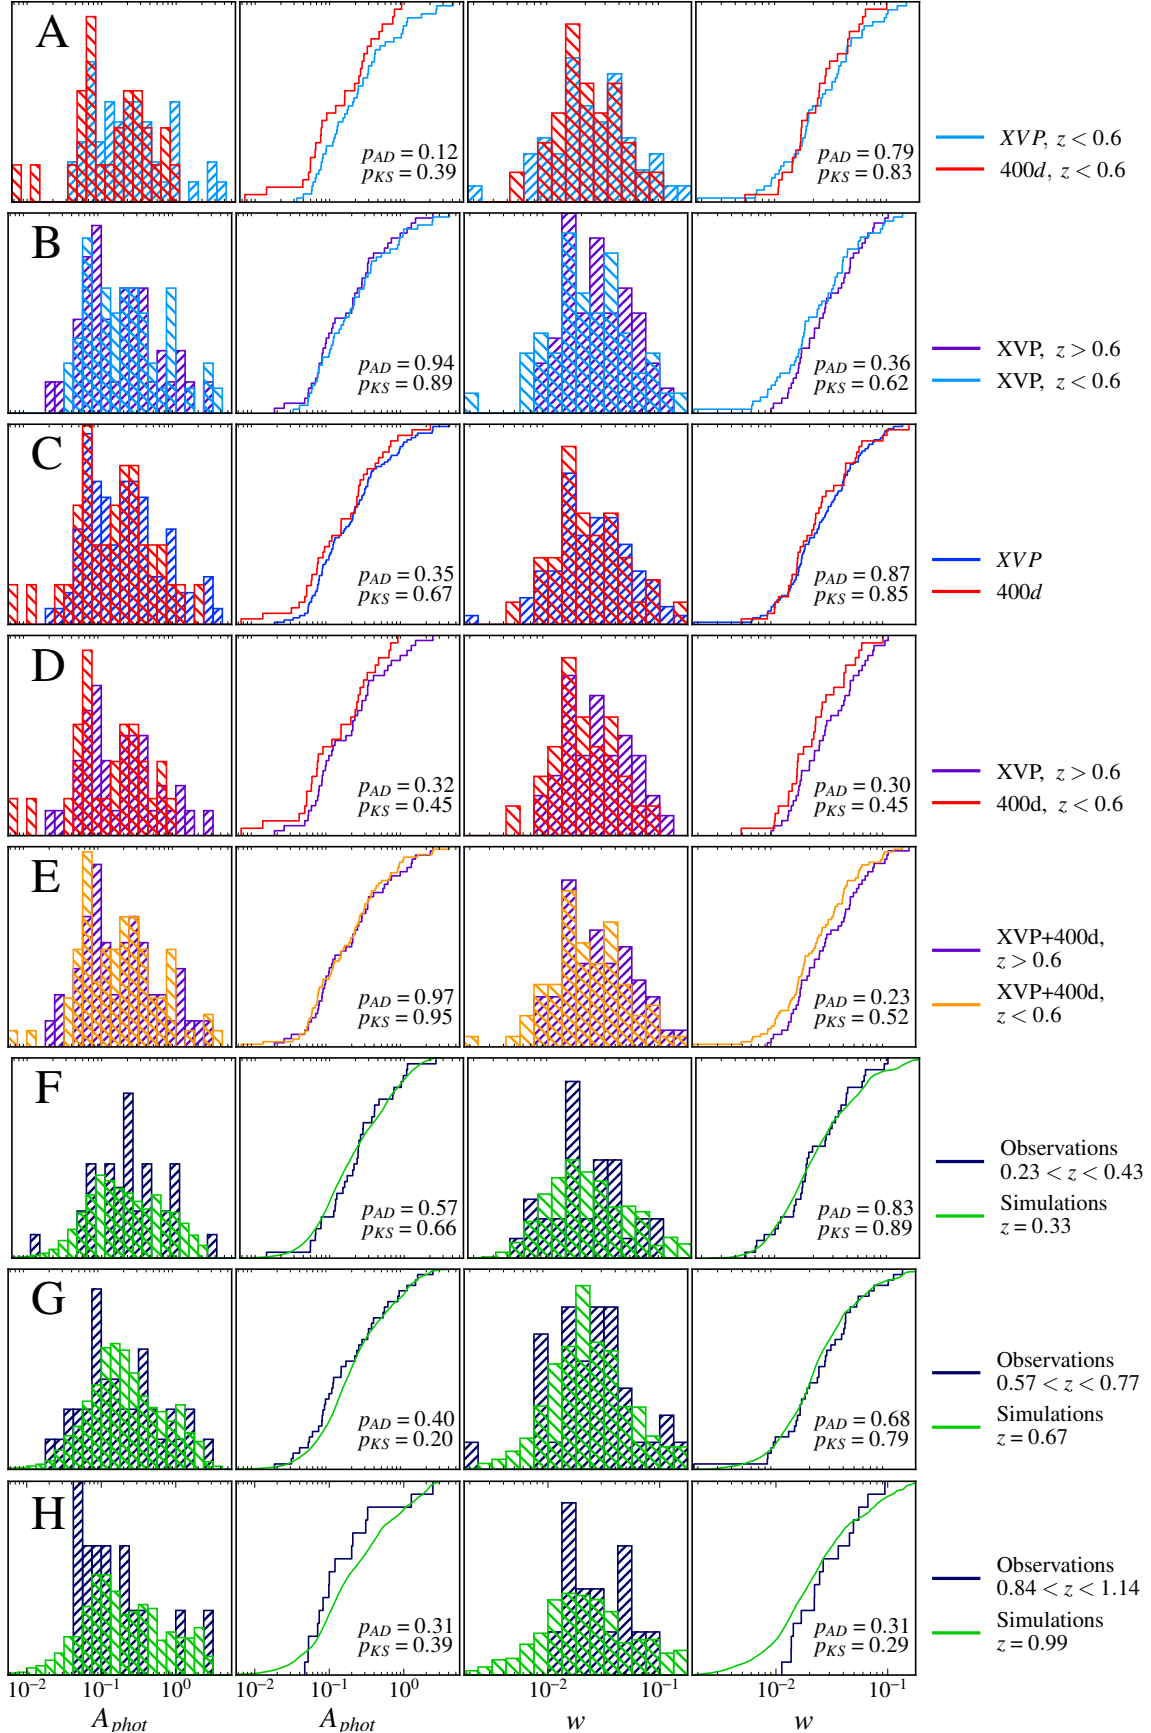 A
p_AD = 0.12
p_KS = 0.39
p_AD = 0.79
p_KS = 0.83
XVP, z < 0.6
400d, z < 0.6
B
p_AD = 0.94
p_KS = 0.89
p_AD = 0.36
p_KS = 0.62
XVP, z > 0.6
XVP, z < 0.6
C
p_AD = 0.35
p_KS = 0.67
p_AD = 0.87
p_KS = 0.85
XVP
400d
D
p_AD = 0.32
p_KS = 0.45
p_AD = 0.30
p_KS = 0.45
XVP, z > 0.6
400d, z < 0.6
E
p_AD = 0.97
p_KS = 0.95
p_AD = 0.23
p_KS = 0.52
XVP+400d,
z > 0.6
XVP+400d,
z < 0.6
F
p_AD = 0.57
p_KS = 0.66
p_AD = 0.83
p_KS = 0.89
Observations
0.23 < z < 0.43
Simulations
z = 0.33
G
p_AD = 0.40
p_KS = 0.20
p_AD = 0.68
p_KS = 0.79
Observations
0.57 < z < 0.77
Simulations
z = 0.67
H
p_AD = 0.31
p_KS = 0.39
p_AD = 0.31
p_KS = 0.29
Observations
0.84 < z < 1.14
Simulations
z = 0.99
10⁻² 10⁻¹ 10⁰ 10⁻² 10⁻¹ 10⁰ 10⁻² 10⁻¹ 10⁻² 10⁻¹
A_phot A_phot w w